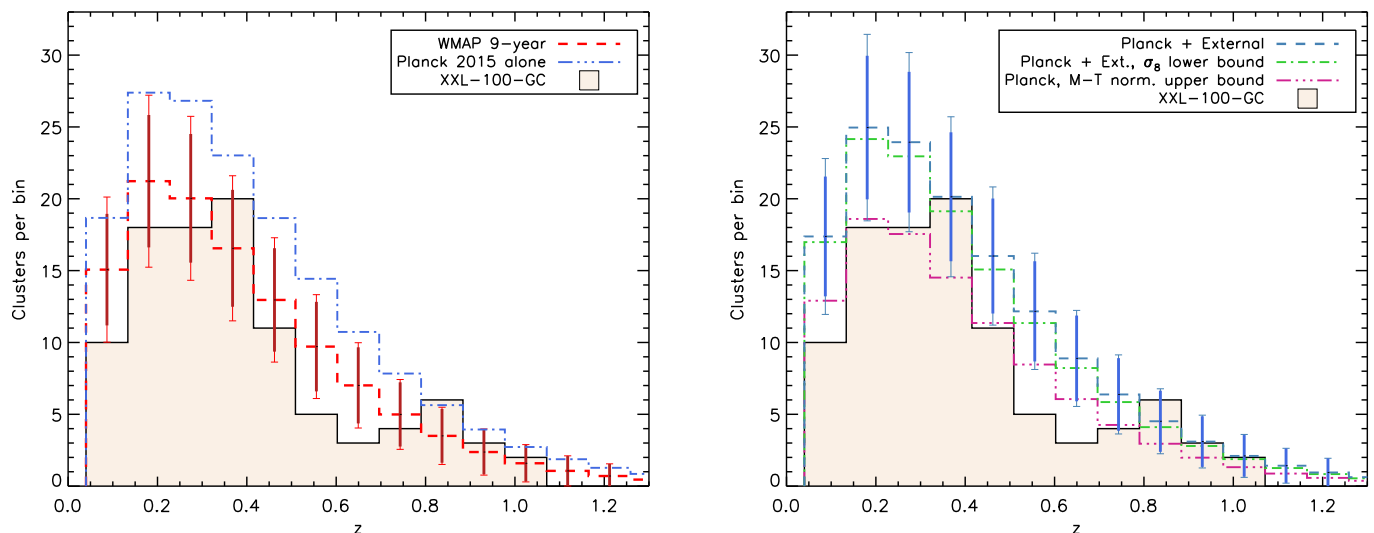 WMAP 9-year
Planck 2015 alone
XXL-100-GC
30
25
20
15
10
5
0
Clusters per bin
0.0 0.2 0.4 0.6 0.8 1.0 1.2
z
Planck + External
Planck + Ext., σ8 lower bound
Planck, M-T norm. upper bound
XXL-100-GC
30
25
20
15
10
5
0
Clusters per bin
0.0 0.2 0.4 0.6 0.8 1.0 1.2
z